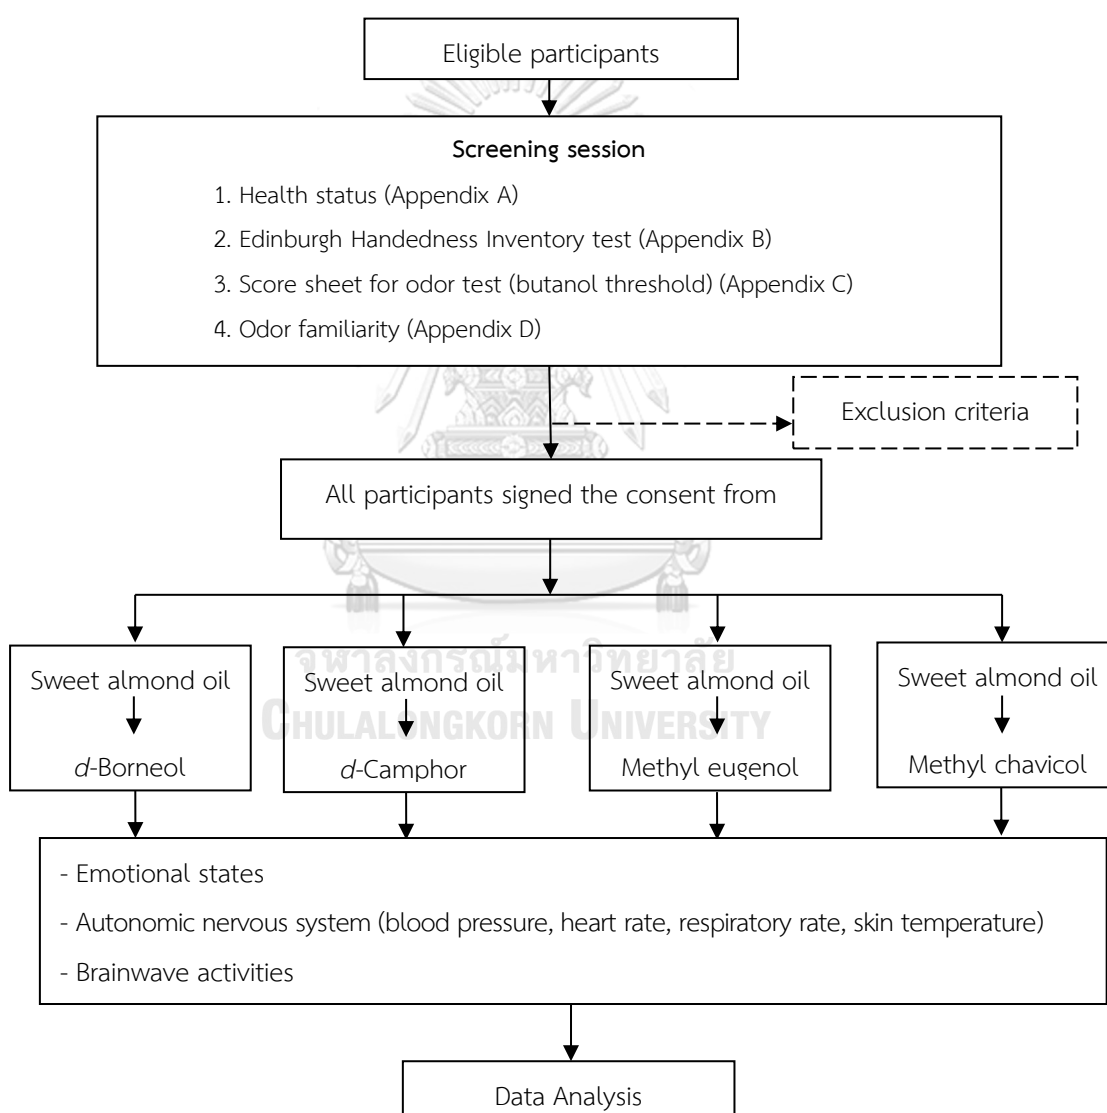 Eligible participants
Screening session
1. Health status (Appendix A)
2. Edinburgh Handedness Inventory test (Appendix B)
3. Score sheet for odor test (butanol threshold) (Appendix C)
4. Odor familiarity (Appendix D)
Exclusion criteria
All participants signed the consent from
Sweet almond oil
d-Borneol
Sweet almond oil
d-Camphor
Sweet almond oil
Methyl eugenol
Sweet almond oil
Methyl chavicol
จุฬาลงกรณ์มหาวิทยาลัย
CHULALONGKORN UNIVERSITY
- Emotional states
- Autonomic nervous system (blood pressure, heart rate, respiratory rate, skin temperature)
- Brainwave activities
Data Analysis